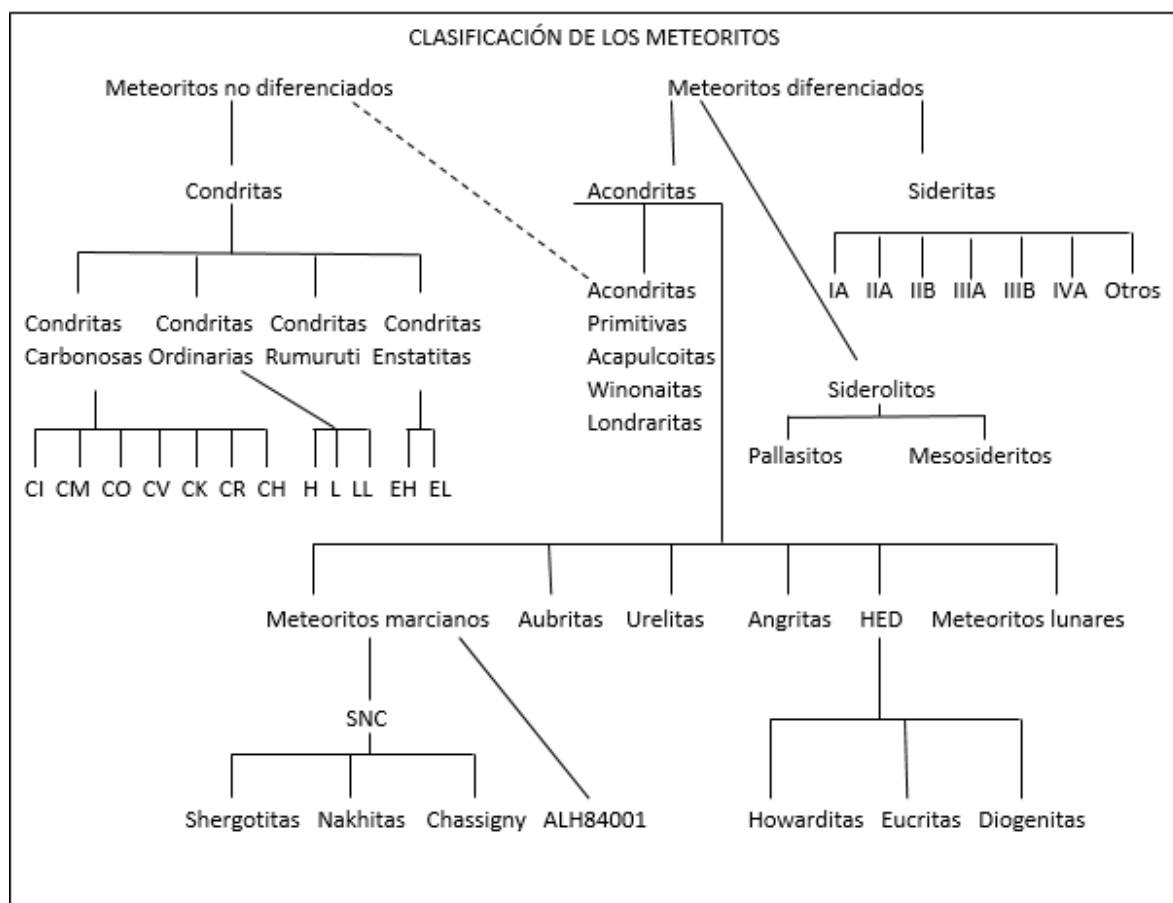 CLASIFICACIÓN DE LOS METEORITOS
Meteoritos no diferenciados
Meteoritos diferenciados
Condritas
Acondritas
Sideritas
IA IIA IIB IIIA IIIB IVA Otros
Condritas
Carbonosas
Condritas
Ordinarias
Condritas
Rumuruti
Condritas
Enstatitas
Acondritas
Primitivas
Acapulcoitas
Winonaitas
Londraritas
Siderolitos
Pallasitos
Mesosideritos
CI CM CO CV CK CR CH H L LL EH EL
Meteoritos marcianos
Aubritas
Urelitas
Angritas
HED
Meteoritos lunares
SNC
Shergotitas
Nakhitas
Chassigny
ALH84001
Howarditas
Eucritas
Diogenitas